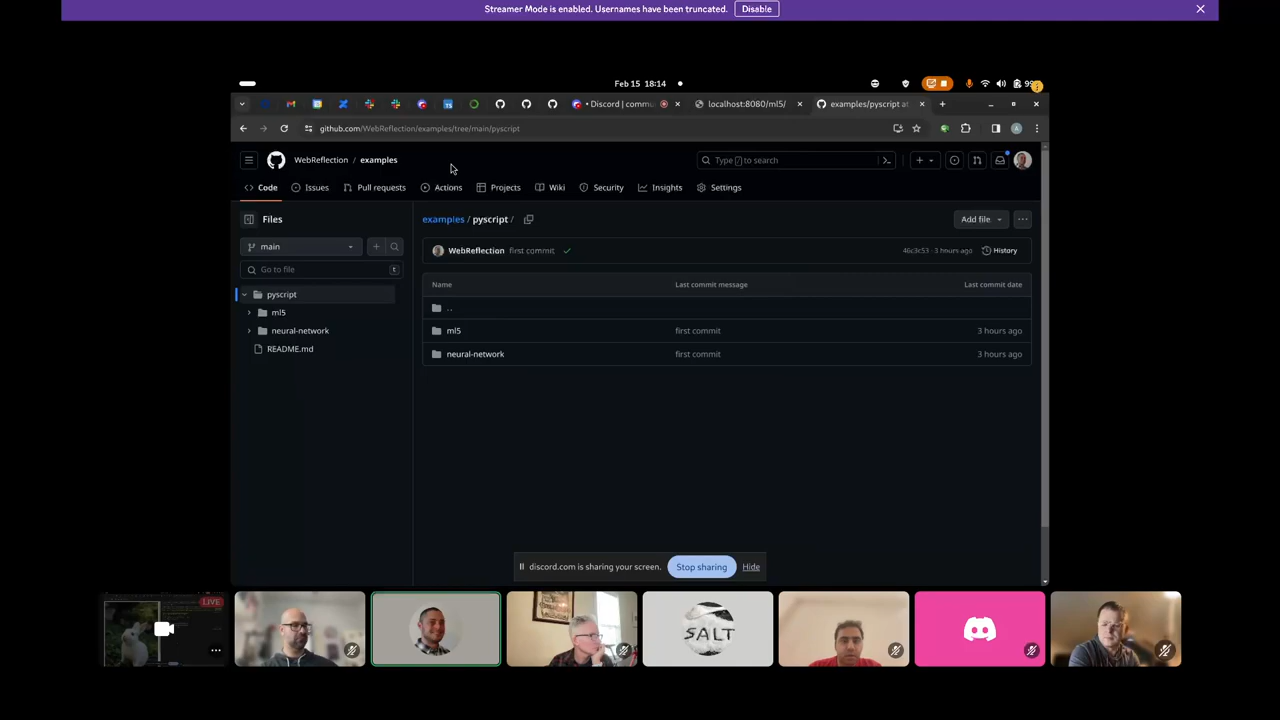 Streamer Mode is enabled. Usernames have been truncated. Disable
Feb 15 18:14
• Discord | commu
localhost:8080/ml5/
examples/pyscript at
github.com/WebReflection/examples/tree/main/pyscript
WebReflection / examples
Type / to search
Code Issues Pull requests Actions Projects Wiki Security Insights Settings
Files
examples / pyscript /
Add file
main
WebReflection first commit
46c3c53 · 3 hours ago
History
Go to file
t
Name Last commit message Last commit date
pyscript
..
ml5
ml5 first commit 3 hours ago
neural-network
neural-network first commit 3 hours ago
README.md
discord.com is sharing your screen. Stop sharing Hide
LIVE
SALT